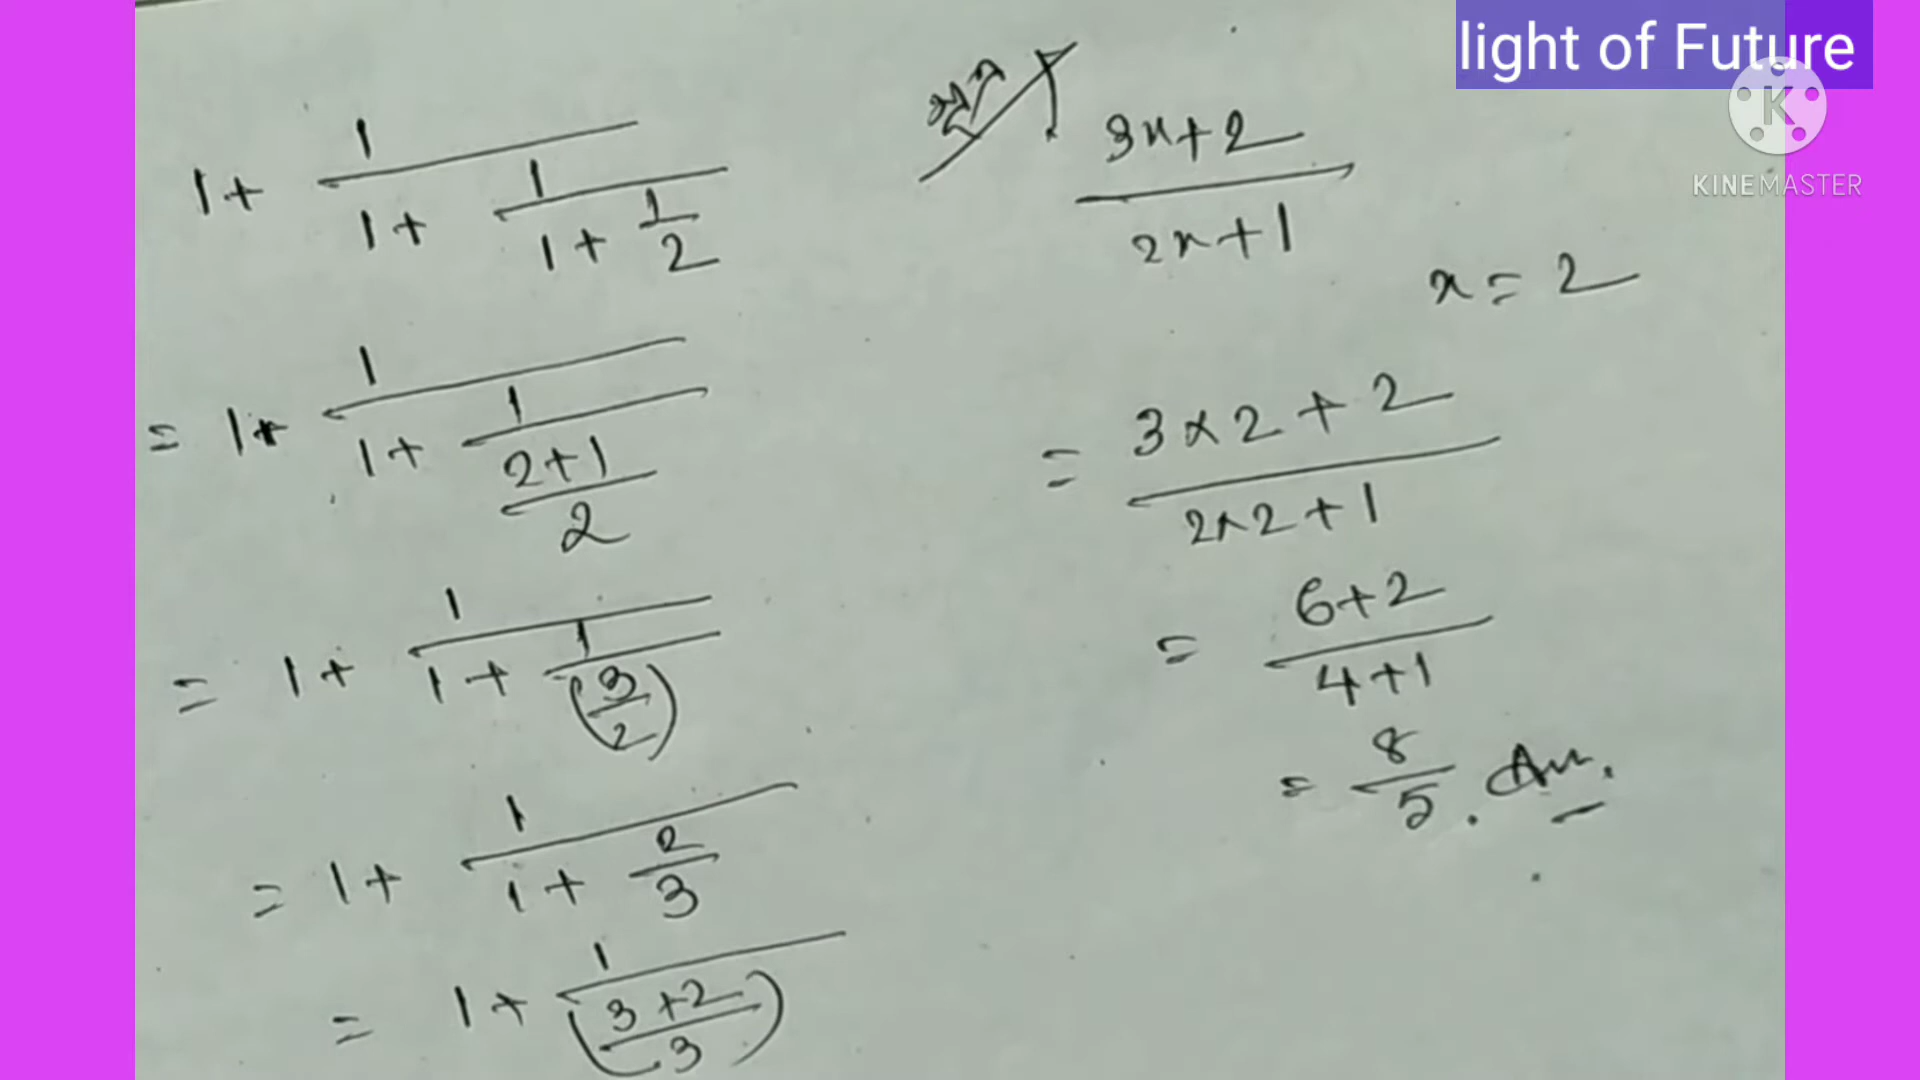 light of Future
KINEMASTER
1 + 1/(1 + 1/(1 + 1/2))
= 1 + 1/(1 + 1/((2+1)/2))
= 1 + 1/(1 + 1/(3/2))
= 1 + 1/(1 + 2/3)
= 1 + 1/((3+2)/3)
(3x+2)/(2x+1)
x = 2
= (3×2+2)/(2×2+1)
= (6+2)/(4+1)
= 8/5. Ans.